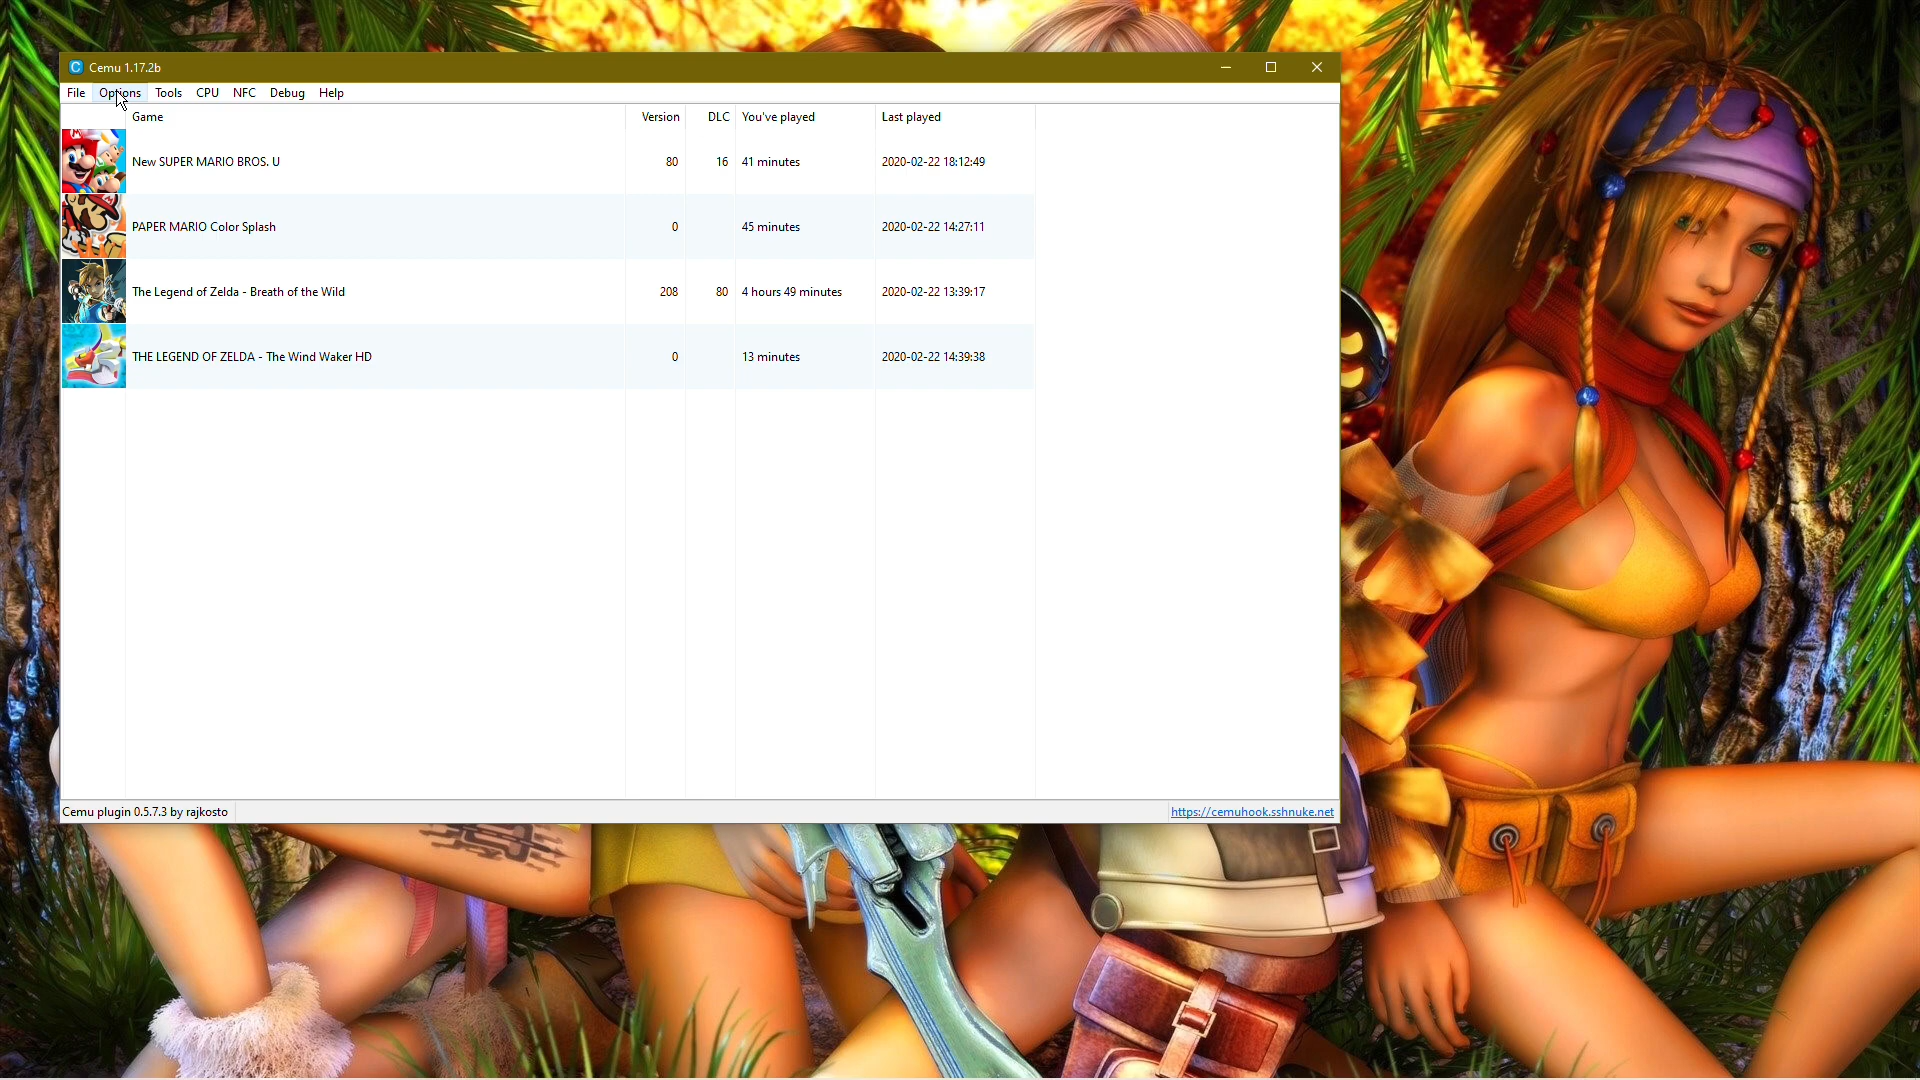 Cemu 1.17.2b
File Options Tools CPU NFC Debug Help
Game Version DLC You've played Last played
New SUPER MARIO BROS. U 80 16 41 minutes 2020-02-22 18:12:49
PAPER MARIO Color Splash 0 45 minutes 2020-02-22 14:27:11
The Legend of Zelda - Breath of the Wild 208 80 4 hours 49 minutes 2020-02-22 13:39:17
THE LEGEND OF ZELDA - The Wind Waker HD 0 13 minutes 2020-02-22 14:39:38
Cemu plugin 0.5.7.3 by rajkosto https://cemuhook.sshnuke.net